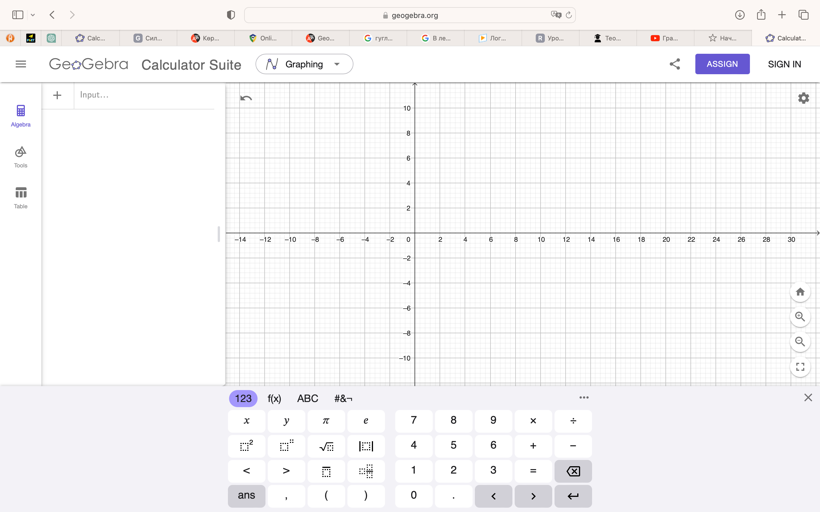 geogebra.org
Calc... Сил... Хер... Onli... Geo... гугл... В ле... Лог... Уро... Тео... Гра... Нач... Calculat...
GeoGebra Calculator Suite Graphing ASSIGN SIGN IN
+ Input...
Algebra
Tools
Table
10
8
6
4
2
−14 −12 −10 −8 −6 −4 −2 0 2 4 6 8 10 12 14 16 18 20 22 24 26 28 30
−2
−4
−6
−8
−10
123 f(x) ABC #&¬
x y π e 7 8 9 × ÷
2 4 5 6 + −
< > 1 2 3 =
ans , ( ) 0 . < >